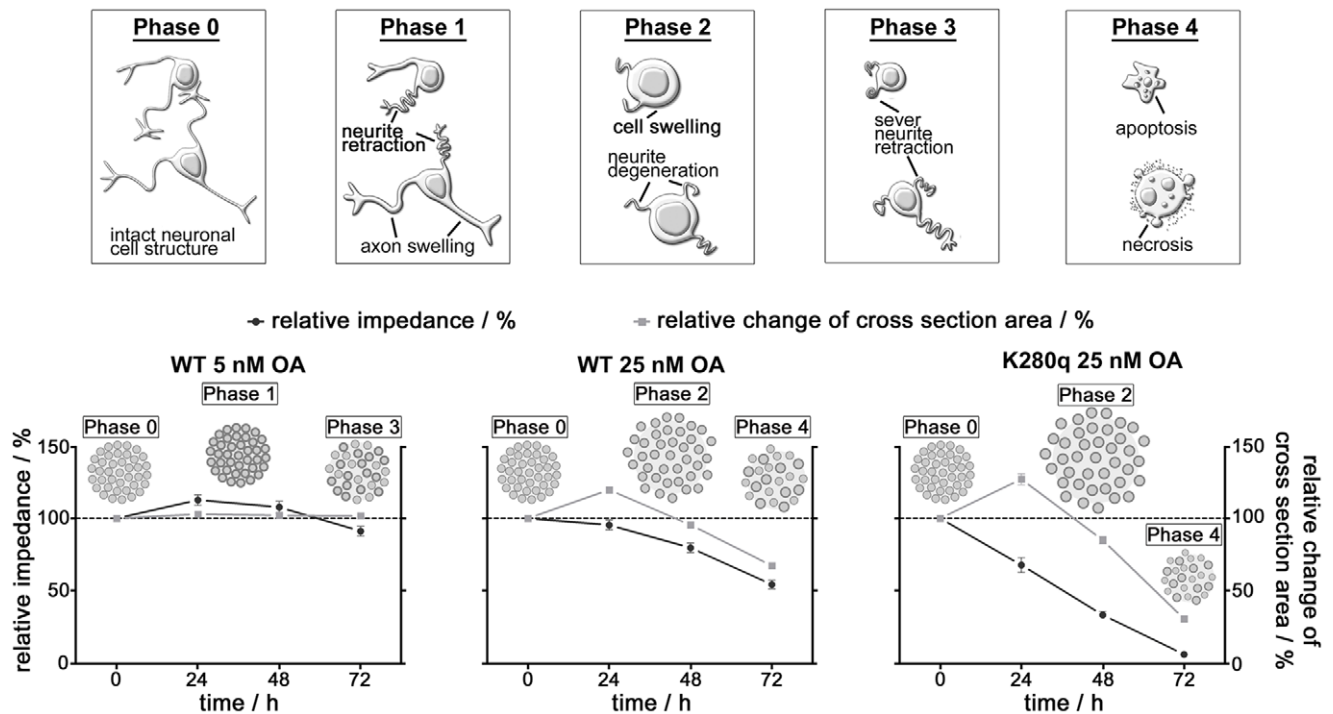 Phase 0
Phase 1
Phase 2
Phase 3
Phase 4
intact neuronal
cell structure
neurite
retraction
axon swelling
cell swelling
neurite
degeneration
sever
neurite
retraction
apoptosis
necrosis
relative impedance / %
relative change of cross section area / %
WT 5 nM OA
Phase 0
Phase 1
Phase 3
relative impedance / %
150
100
50
0
0 24 48 72
time / h
WT 25 nM OA
Phase 0
Phase 2
Phase 4
0 24 48 72
time / h
K280q 25 nM OA
Phase 0
Phase 2
Phase 4
150
100
50
0
0 24 48 72
time / h
relative change of
cross section area / %